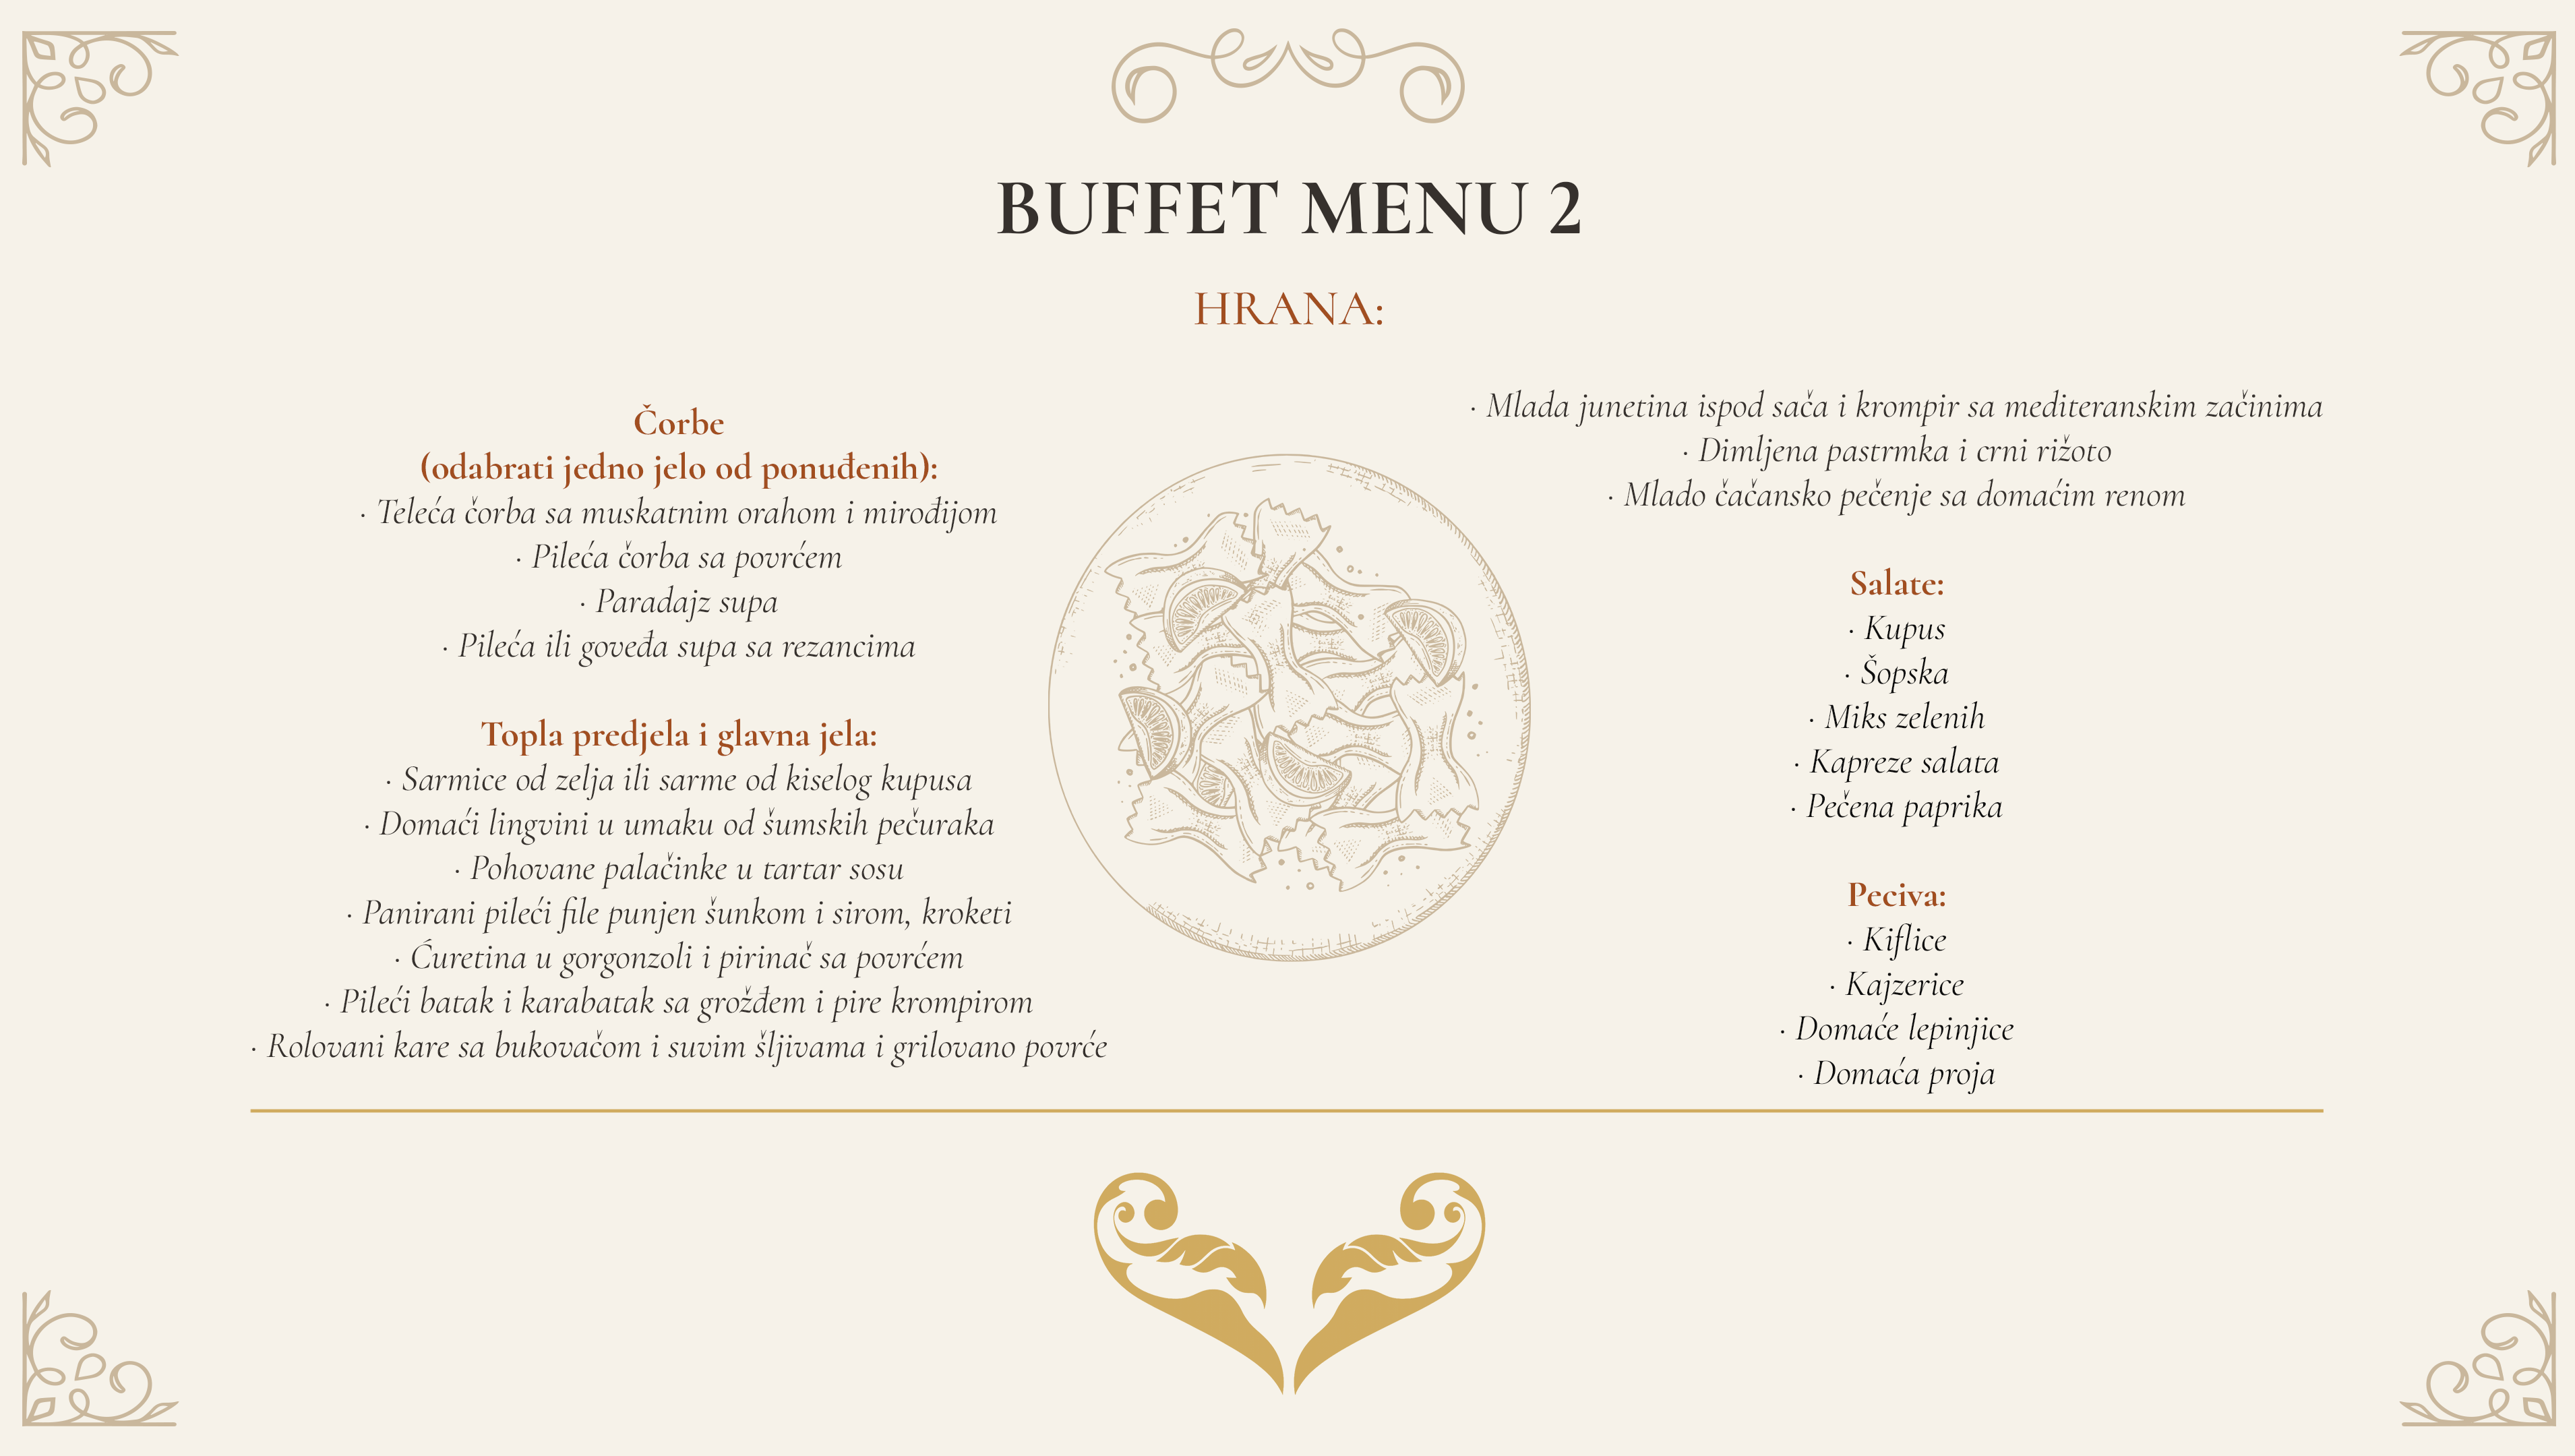 BUFFET MENU 2
HRANA:
Čorbe
(odabrati jedno jelo od ponuđenih):
· Teleća čorba sa muskatnim orahom i mirođijom
· Pileća čorba sa povrćem
· Paradajz supa
· Pileća ili goveđa supa sa rezancima
Topla predjela i glavna jela:
· Sarmice od zelja ili sarme od kiselog kupusa
· Domaći lingvini u umaku od šumskih pečuraka
· Pohovane palačinke u tartar sosu
· Panirani pileći file punjen šunkom i sirom, kroketi
· Ćuretina u gorgonzoli i pirinač sa povrćem
· Pileći batak i karabatak sa grožđem i pire krompirom
· Rolovani kare sa bukovačom i suvim šljivama i grilovano povrće
· Mlada junetina ispod sača i krompir sa mediteranskim začinima
· Dimljena pastrmka i crni rižoto
· Mlado čačansko pečenje sa domaćim renom
Salate:
· Kupus
· Šopska
· Miks zelenih
· Kapreze salata
· Pečena paprika
Peciva:
· Kiflice
· Kajzerice
· Domaće lepinjice
· Domaća proja